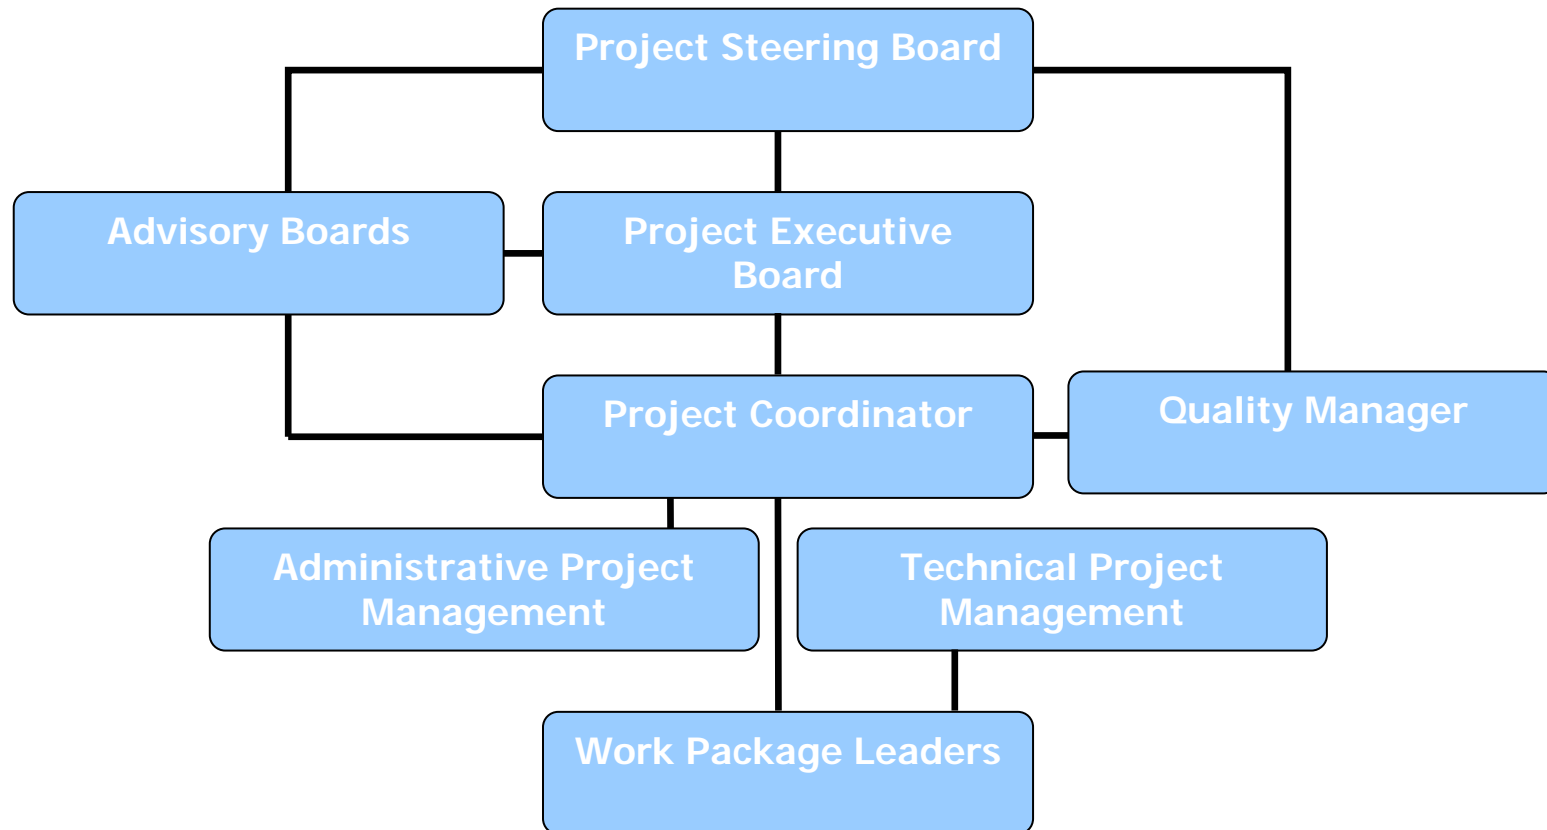 Project Steering Board
Advisory Boards
Project Executive
Board
Project Coordinator
Quality Manager
Administrative Project
Management
Technical Project
Management
Work Package Leaders